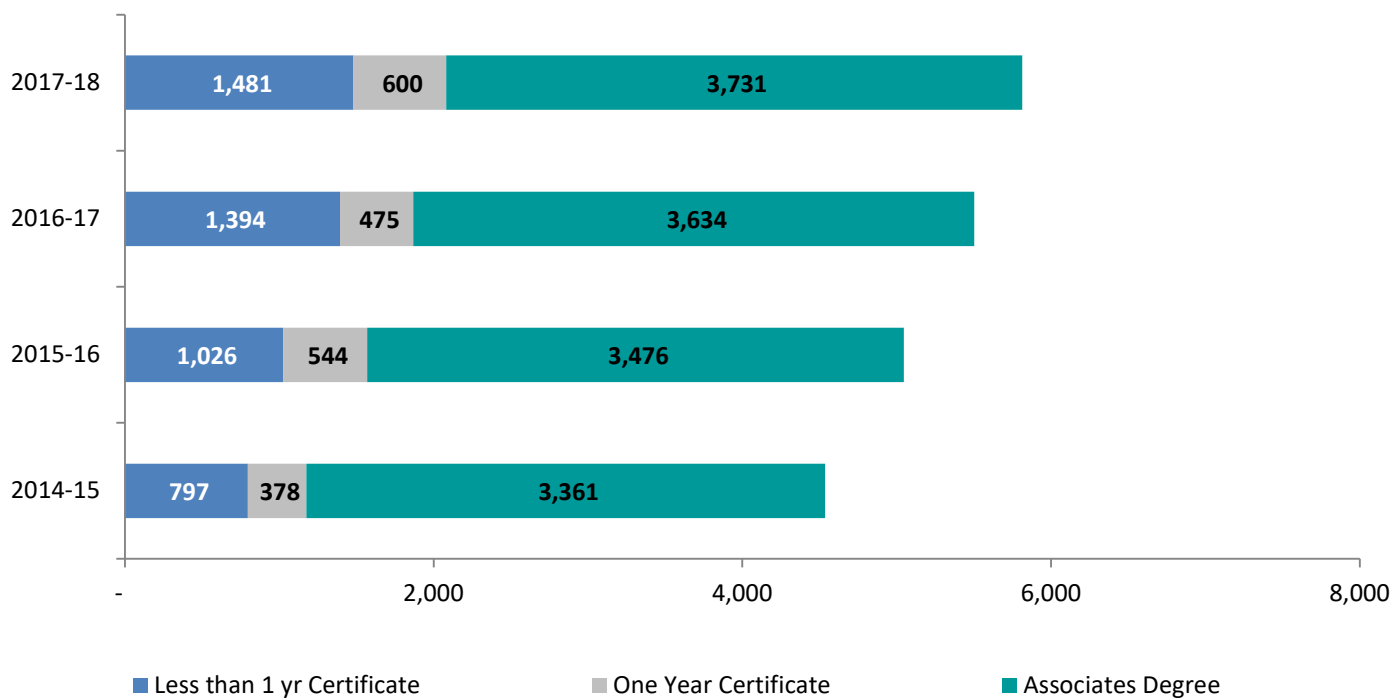 2017-18
1,481 600 3,731
2016-17
1,394 475 3,634
2015-16
1,026 544 3,476
2014-15
797 378 3,361
- 2,000 4,000 6,000 8,000
Less than 1 yr Certificate One Year Certificate Associates Degree